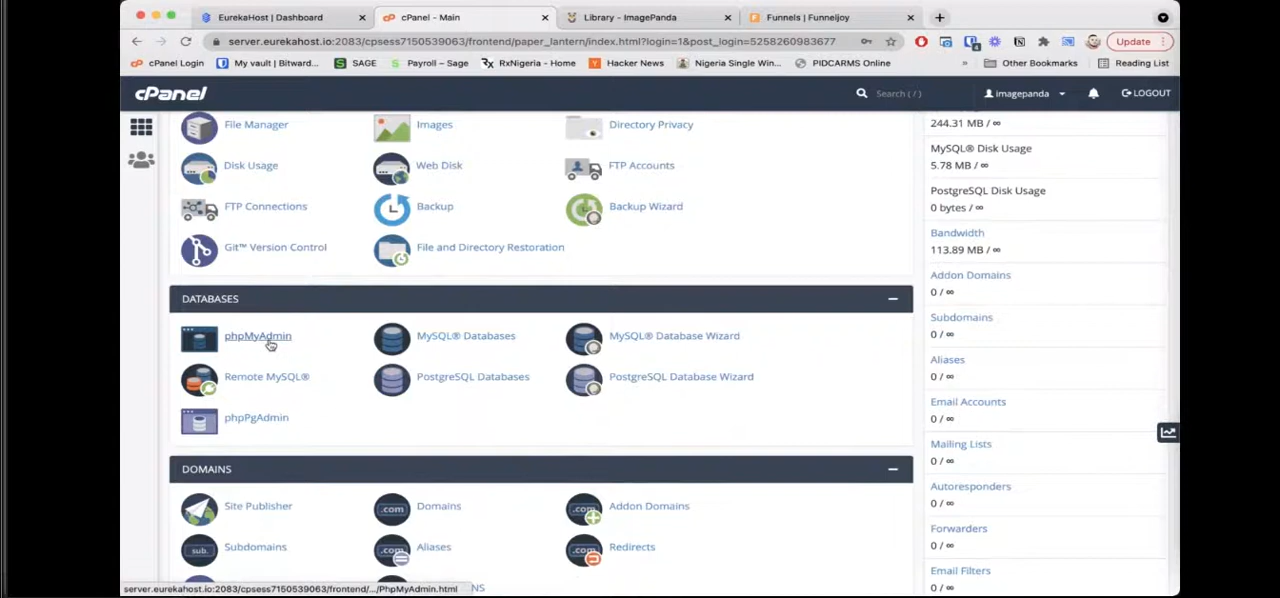 EurekaHost | Dashboard
cPanel - Main
Library - ImagePanda
Funnels | Funneljoy
server.eurekahost.io:2083/cpsess7150539063/frontend/paper_lantern/index.html?login=1&post_login=5258260983677
Update
cPanel Login
My vault | Bitward...
SAGE
Payroll – Sage
RxNigeria - Home
Hacker News
Nigeria Single Win...
PIDCARMS Online
»
Other Bookmarks
Reading List
cPanel
Search ( / )
imagepanda
LOGOUT
File Manager
Images
Directory Privacy
Disk Usage
Web Disk
FTP Accounts
FTP Connections
Backup
Backup Wizard
Git™ Version Control
File and Directory Restoration
DATABASES
phpMyAdmin
MySQL® Databases
MySQL® Database Wizard
Remote MySQL®
PostgreSQL Databases
PostgreSQL Database Wizard
phpPgAdmin
DOMAINS
Site Publisher
.com
Domains
.com
Addon Domains
sub.
Subdomains
.com
Aliases
.com
Redirects
NS
server.eurekahost.io:2083/cpsess7150539063/frontend/.../PhpMyAdmin.html
244.31 MB / ∞
MySQL® Disk Usage
5.78 MB / ∞
PostgreSQL Disk Usage
0 bytes / ∞
Bandwidth
113.89 MB / ∞
Addon Domains
0 / ∞
Subdomains
0 / ∞
Aliases
0 / ∞
Email Accounts
0 / ∞
Mailing Lists
0 / ∞
Autoresponders
0 / ∞
Forwarders
0 / ∞
Email Filters
0 / ∞